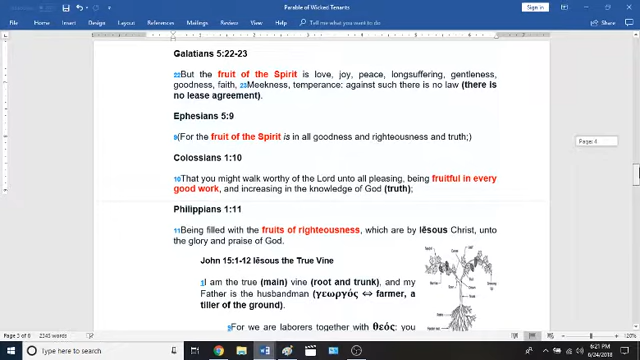 Parable of Wicked Tenants
Sign in
File Home Insert Design Layout References Mailings Review View Tell me what you want to do
Galatians 5:22-23
22But the fruit of the Spirit is love, joy, peace, longsuffering, gentleness,
goodness, faith, 23Meekness, temperance: against such there is no law (there
is no lease agreement).
Ephesians 5:9
9(For the fruit of the Spirit is in all goodness and righteousness and truth;)
Colossians 1:10
10That you might walk worthy of the Lord unto all pleasing, being fruitful in every
good work, and increasing in the knowledge of God (truth);
Page: 4
Philippians 1:11
11Being filled with the fruits of righteousness, which are by Iēsous Christ, unto
the glory and praise of God.
John 15:1-12 Iēsous the True Vine
1I am the true (main) vine (root and trunk), and my
Father is the husbandman (γεωργός ⇔ farmer, a
tiller of the ground).
9For we are laborers together with θεός; you
2245 words
Type here to search
6:21 PM
6/24/2018